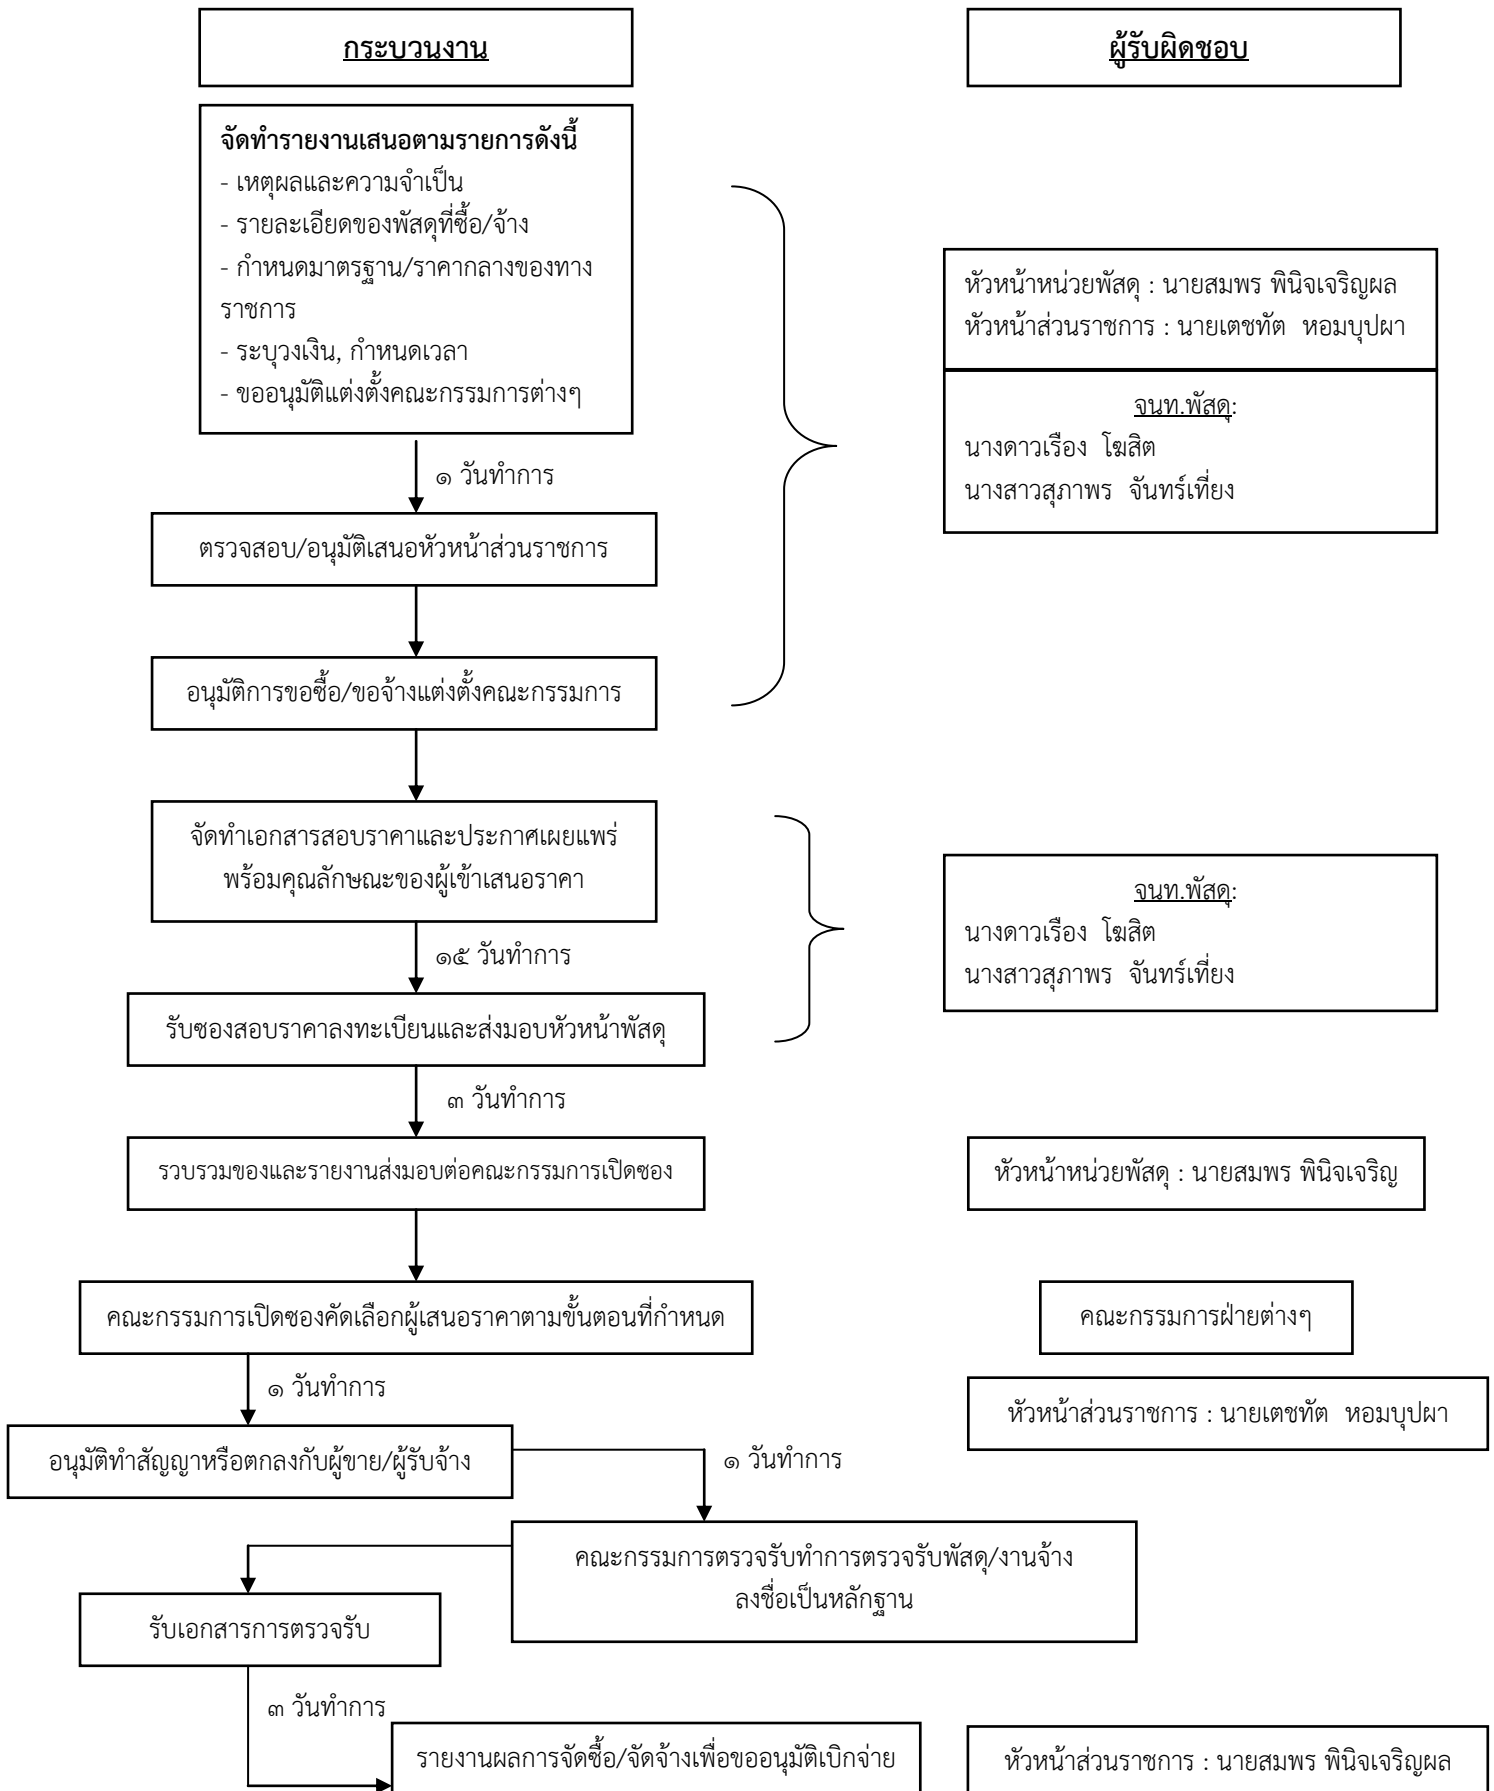 กระบวนงาน
ผู้รับผิดชอบ
จัดทำรายงานเสนอตามรายการดังนี้
- เหตุผลและความจำเป็น
- รายละเอียดของพัสดุที่ซื้อ/จ้าง
- กำหนดมาตรฐาน/ราคากลางของทาง
ราชการ
- ระบุวงเงิน, กำหนดเวลา
- ขออนุมัติแต่งตั้งคณะกรรมการต่างๆ
หัวหน้าหน่วยพัสดุ : นายสมพร พินิจเจริญผล
หัวหน้าส่วนราชการ : นายเตชทัต  หอมบุปผา
จนท.พัสดุ:
นางดาวเรือง  โฆสิต
นางสาวสุภาพร  จันทร์เที่ยง
๑ วันทำการ
ตรวจสอบ/อนุมัติเสนอหัวหน้าส่วนราชการ
อนุมัติการขอซื้อ/ขอจ้างแต่งตั้งคณะกรรมการ
จัดทำเอกสารสอบราคาและประกาศเผยแพร่
พร้อมคุณลักษณะของผู้เข้าเสนอราคา
จนท.พัสดุ:
นางดาวเรือง  โฆสิต
นางสาวสุภาพร  จันทร์เที่ยง
๑๕ วันทำการ
รับซองสอบราคาลงทะเบียนและส่งมอบหัวหน้าพัสดุ
๓ วันทำการ
รวบรวมของและรายงานส่งมอบต่อคณะกรรมการเปิดซอง
หัวหน้าหน่วยพัสดุ : นายสมพร พินิจเจริญ
คณะกรรมการเปิดซองคัดเลือกผู้เสนอราคาตามขั้นตอนที่กำหนด
คณะกรรมการฝ่ายต่างๆ
๑ วันทำการ
หัวหน้าส่วนราชการ : นายเตชทัต  หอมบุปผา
อนุมัติทำสัญญาหรือตกลงกับผู้ขาย/ผู้รับจ้าง
๑ วันทำการ
คณะกรรมการตรวจรับทำการตรวจรับพัสดุ/งานจ้าง
ลงชื่อเป็นหลักฐาน
รับเอกสารการตรวจรับ
๓ วันทำการ
รายงานผลการจัดซื้อ/จัดจ้างเพื่อขออนุมัติเบิกจ่าย
หัวหน้าส่วนราชการ : นายสมพร พินิจเจริญผล